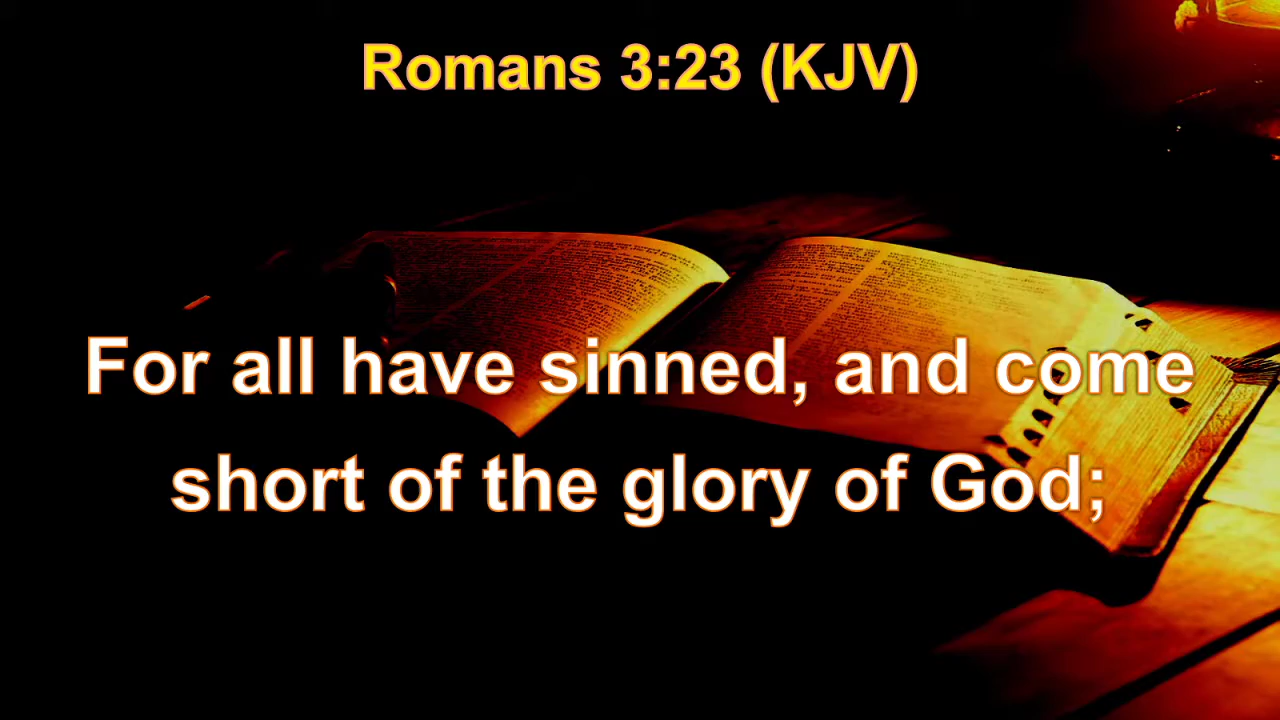 Romans 3:23 (KJV)
For all have sinned, and come
short of the glory of God;